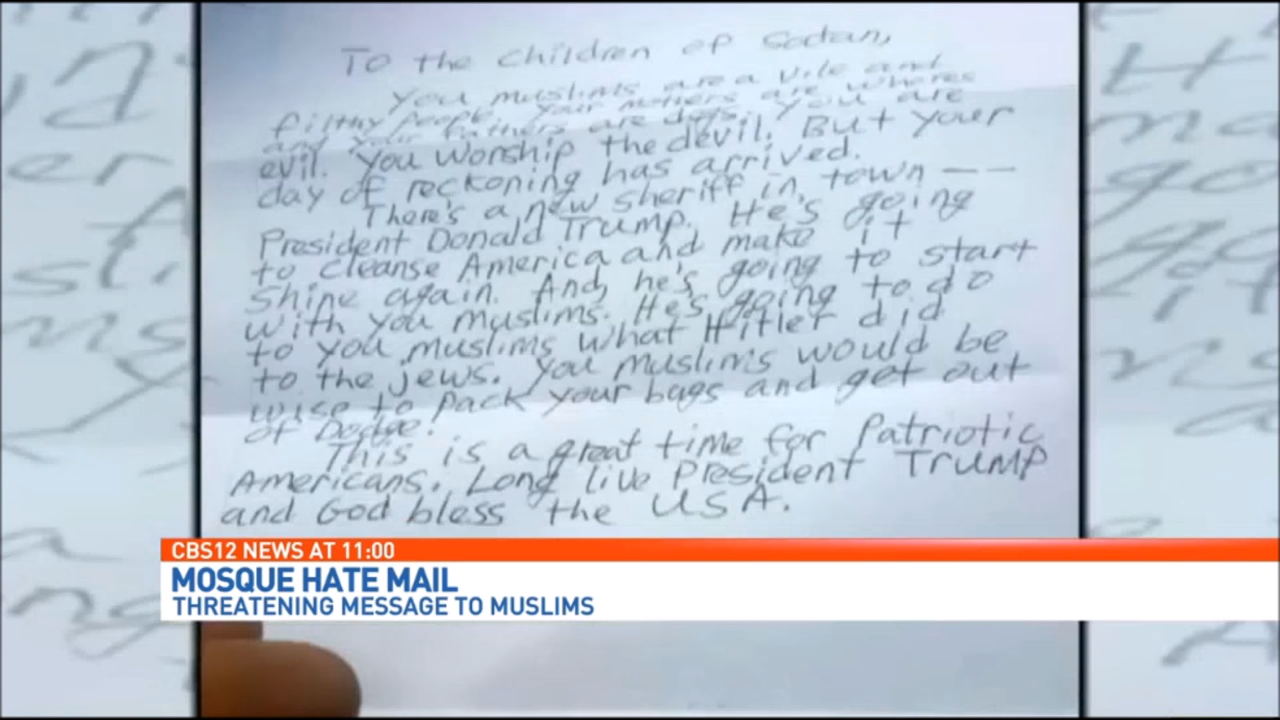 To the Children of Satan,
You muslims are a vile and
filthy people. Your mothers are whores
and your fathers are dogs. You are
evil. You worship the devil. But your
day of reckoning has arrived.
There's a new sheriff in town --
President Donald Trump. He's going
to cleanse America and make it
shine again. And, he's going to start
with you muslims. He's going to do
to you muslims what Hitler did
to the jews. You muslims would be
wise to pack your bags and get out
of Dodge.
This is a great time for Patriotic
Americans. Long live President Trump
and God bless the USA.
CBS12 NEWS AT 11:00
MOSQUE HATE MAIL
THREATENING MESSAGE TO MUSLIMS